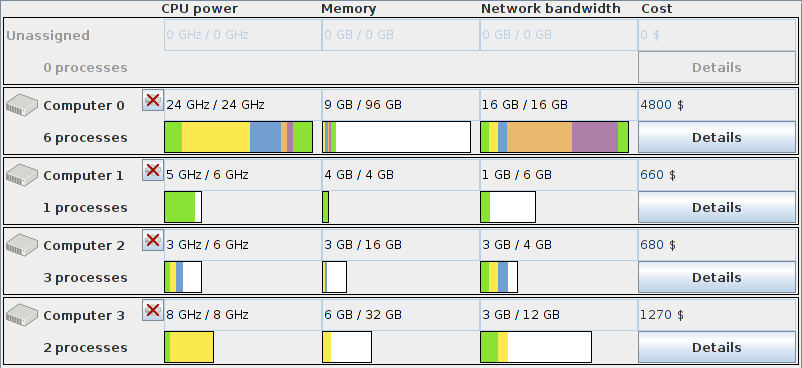 CPU power Memory Network bandwidth Cost
Unassigned 0 GHz / 0 GHz 0 GB / 0 GB 0 GB / 0 GB 0 $
0 processes Details
Computer 0 24 GHz / 24 GHz 9 GB / 96 GB 16 GB / 16 GB 4800 $
6 processes Details
Computer 1 5 GHz / 6 GHz 4 GB / 4 GB 1 GB / 6 GB 660 $
1 processes Details
Computer 2 3 GHz / 6 GHz 3 GB / 16 GB 3 GB / 4 GB 680 $
3 processes Details
Computer 3 8 GHz / 8 GHz 6 GB / 32 GB 3 GB / 12 GB 1270 $
2 processes Details